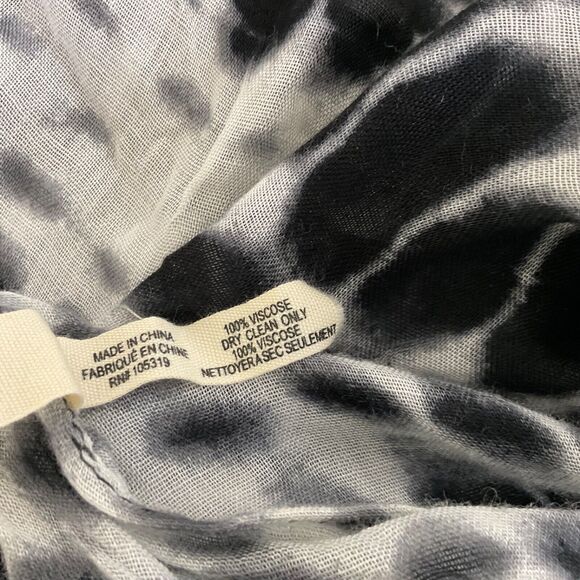 MADE IN CHINA
FABRIQUÉ EN CHINE
RN# 105319
100% VISCOSE
DRY CLEAN ONLY
100% VISCOSE
NETTOYER A SEC SEULEMENT